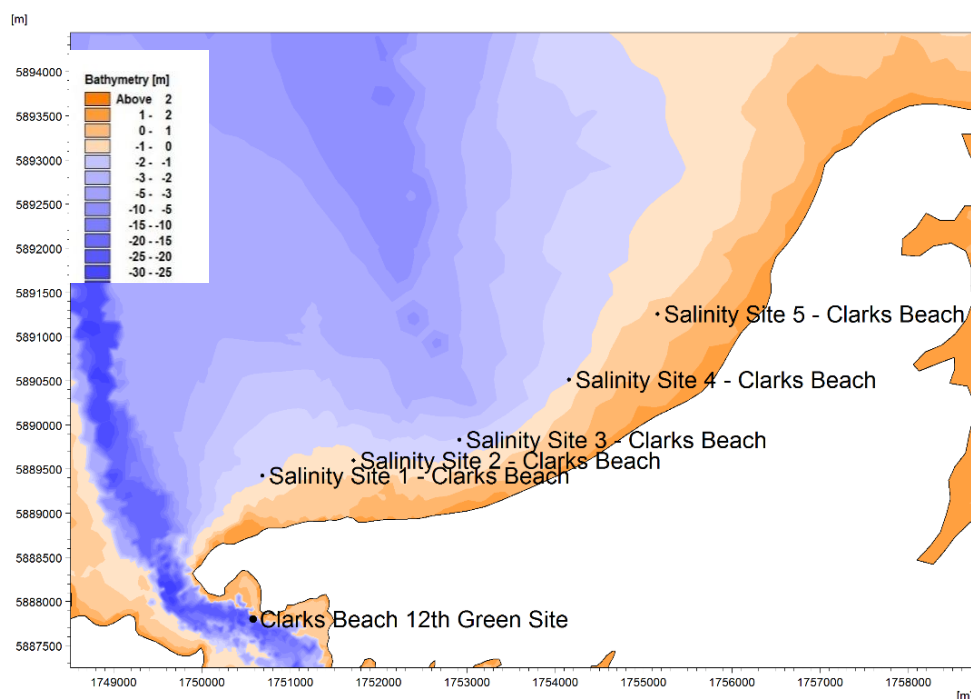 [m]
5894000
5893500
5893000
5892500
5892000
5891500
5891000
5890500
5890000
5889500
5889000
5888500
5888000
5887500
Bathymetry [m]
Above 2
1 - 2
0 - 1
-1 - 0
-2 - -1
-3 - -2
-5 - -3
-10 - -5
-15 - -10
-20 - -15
-25 - -20
-30 - -25
Salinity Site 5 - Clarks Beach
Salinity Site 4 - Clarks Beach
Salinity Site 3 - Clarks Beach
Salinity Site 2 - Clarks Beach
Salinity Site 1 - Clarks Beach
Clarks Beach 12th Green Site
1749000 1750000 1751000 1752000 1753000 1754000 1755000 1756000 1757000 1758000
[m]